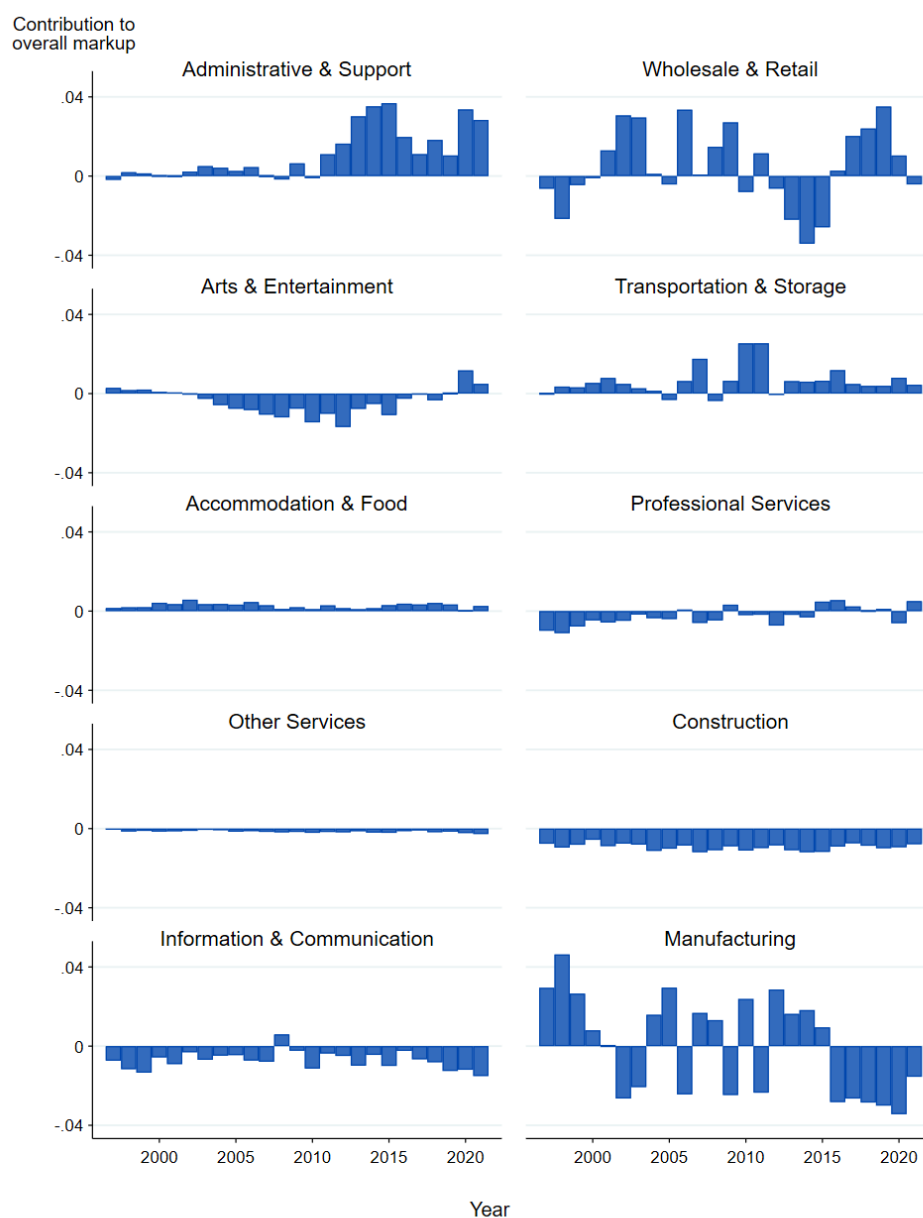 Contribution to
overall markup
Administrative & Support
Wholesale & Retail
.04
0
-.04
Arts & Entertainment
Transportation & Storage
.04
0
-.04
Accommodation & Food
Professional Services
.04
0
-.04
Other Services
Construction
.04
0
-.04
Information & Communication
Manufacturing
.04
0
-.04
2000 2005 2010 2015 2020 2000 2005 2010 2015 2020
Year